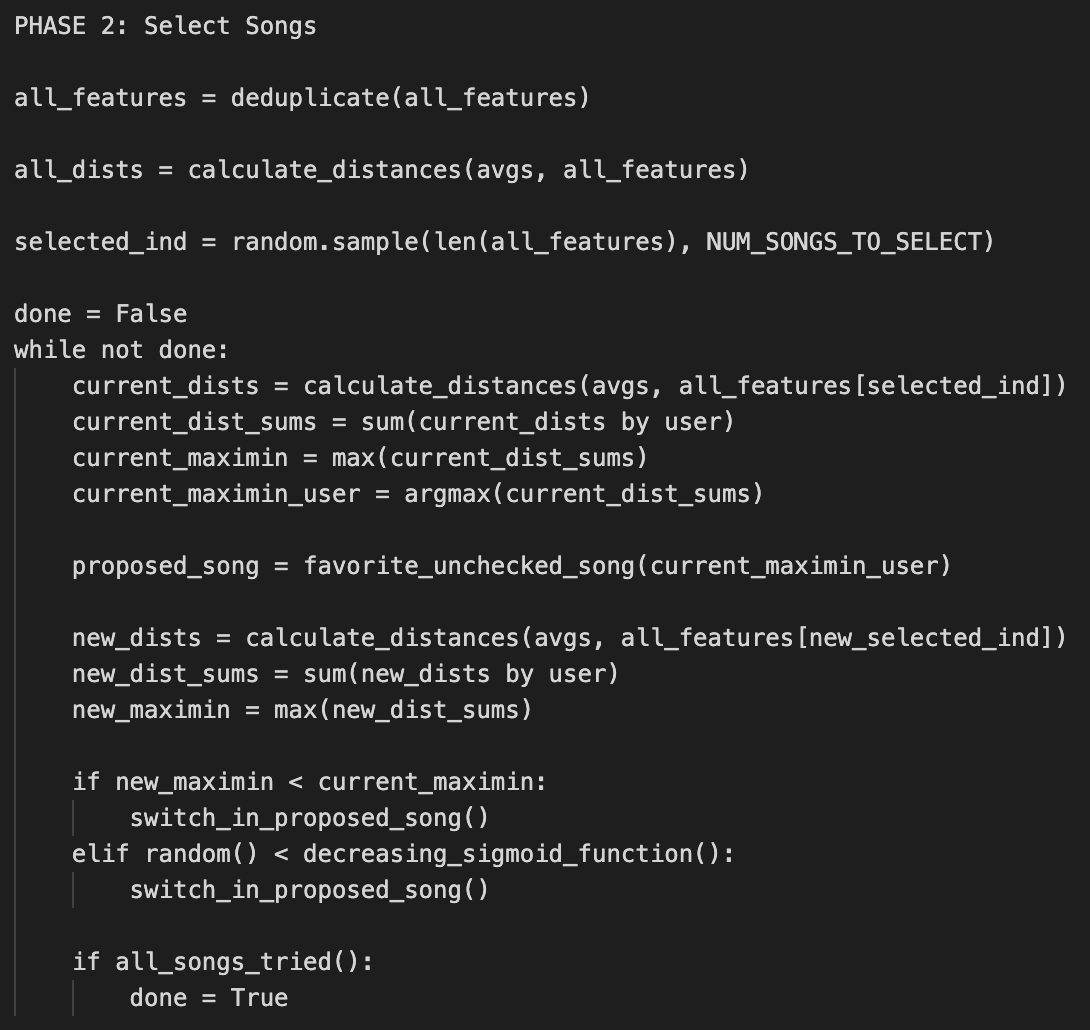 PHASE 2: Select Songs
all_features = deduplicate(all_features)
all_dists = calculate_distances(avgs, all_features)
selected_ind = random.sample(len(all_features), NUM_SONGS_TO_SELECT)
done = False
while not done:
    current_dists = calculate_distances(avgs, all_features[selected_ind])
    current_dist_sums = sum(current_dists by user)
    current_maximin = max(current_dist_sums)
    current_maximin_user = argmax(current_dist_sums)
    proposed_song = favorite_unchecked_song(current_maximin_user)
    new_dists = calculate_distances(avgs, all_features[new_selected_ind])
    new_dist_sums = sum(new_dists by user)
    new_maximin = max(new_dist_sums)
    if new_maximin < current_maximin:
        switch_in_proposed_song()
    elif random() < decreasing_sigmoid_function():
        switch_in_proposed_song()
    if all_songs_tried():
        done = True